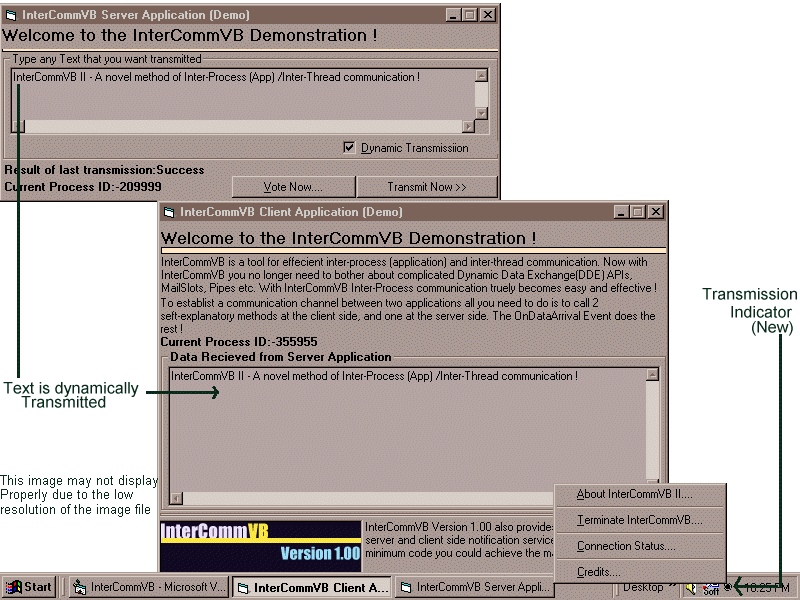 InterCommVB Server Application (Demo)
Welcome to the InterCommVB Demonstration !
Type any Text that you want transmitted
InterCommVB II - A novel method of Inter-Process (App) /Inter-Thread communication !
Dynamic Transmission
Result of last transmission:Success
Current Process ID:-209999
Vote Now....
Transmit Now >>
InterCommVB Client Application (Demo)
Welcome to the InterCommVB Demonstration !
InterCommVB is a tool for effecient inter-process (application) and inter-thread communication. Now with
InterCommVB you no longer need to bother about complicated Dynamic Data Exchange(DDE) APIs,
MailSlots, Pipes etc. With InterCommVB Inter-Process communication truely becomes easy and effective !
To establish a communication channel between two applications all you need to do is to call 2
seft-explanatory methods at the client side, and one at the server side. The OnDataArrival Event does the
rest !
Current Process ID:-355955
Data Recieved from Server Application
InterCommVB II - A novel method of Inter-Process (App) /Inter-Thread communication !
Transmission
Indicator
(New)
Text is dynamically
Transmitted
This image may not display
Properly due to the low
resolution of the image file
About InterCommVB II....
Terminate InterCommVB....
Connection Status....
Credits....
InterCommVB
Version 1.00
InterCommVB Version 1.00 also provide
server and client side notification service
minimum code you could achieve the m
Start
InterCommVB - Microsoft V...
InterCommVB Client A...
InterCommVB Server Appli...
Desktop
Soft
:25 PM